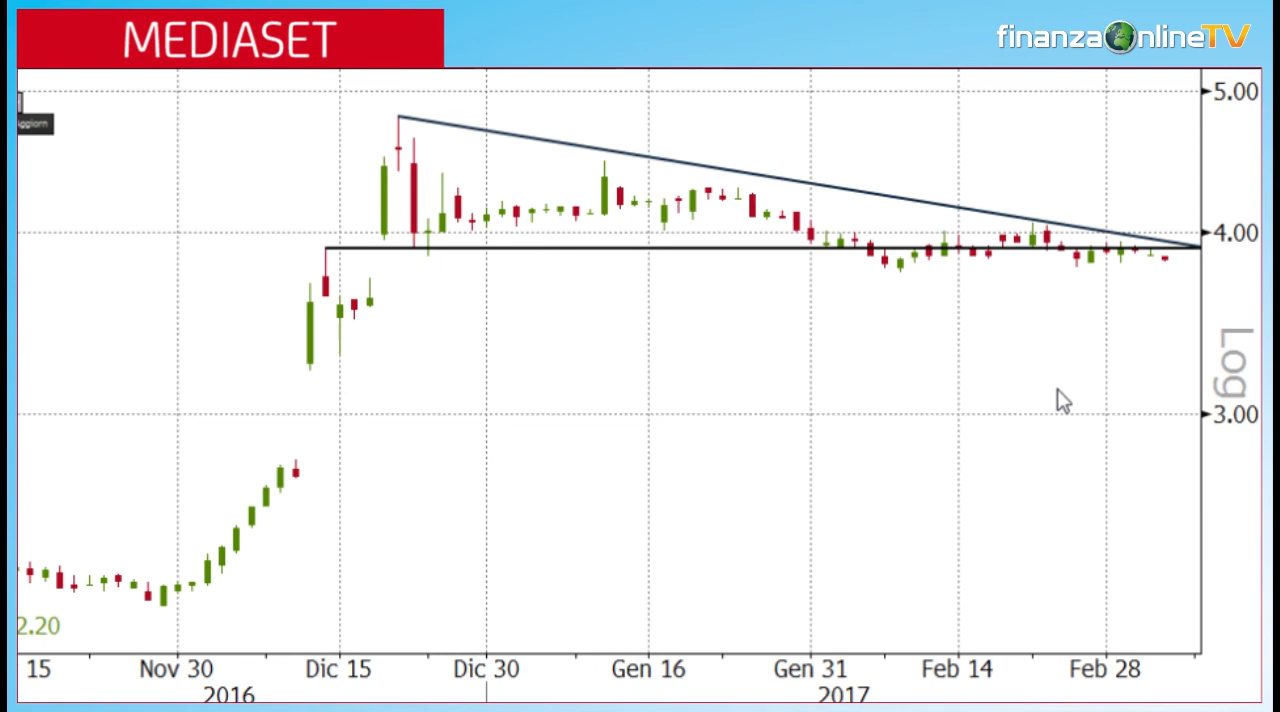 MEDIASET
finanzaOnlineTV
5.00
4.00
Log
3.00
2.20
15 Nov 30 Dic 15 Dic 30 Gen 16 Gen 31 Feb 14 Feb 28
2016 2017